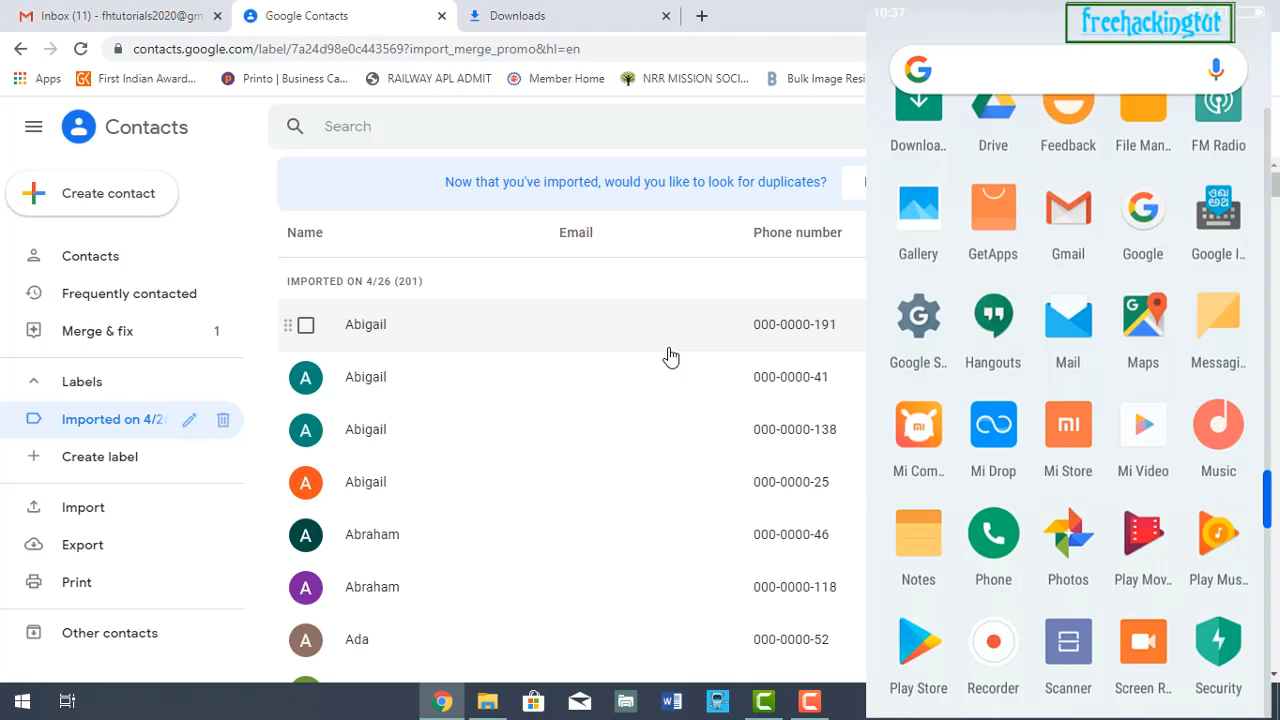 Inbox (11) - fhtutorials2020@gm
Google Contacts
Downloads
contacts.google.com/label/7a24d98e0c443569?import_merge_promo&hl=en
Apps
First Indian Award...
Printo | Business Ca...
RAILWAY APL ADMIT
Member Home
NRR MISSION SOCI...
Bulk Image Resi
Contacts
Search
Create contact
Now that you've imported, would you like to look for duplicates?
Name
Email
Phone number
Contacts
Frequently contacted
Merge & fix
1
Labels
Imported on 4/26
Create label
Import
Export
Print
Other contacts
IMPORTED ON 4/26 (201)
Abigail
000-0000-191
A
Abigail
000-0000-41
A
Abigail
000-0000-138
A
Abigail
000-0000-25
A
Abraham
000-0000-46
A
Abraham
000-0000-118
A
Ada
000-0000-52
10:37
freehackingtut
Downloa..
Drive
Feedback
File Man..
FM Radio
Gallery
GetApps
Gmail
Google
Google I..
Google S..
Hangouts
Mail
Maps
Messagi..
Mi Com..
Mi Drop
Mi Store
Mi Video
Music
Notes
Phone
Photos
Play Mov..
Play Mus..
Play Store
Recorder
Scanner
Screen R..
Security